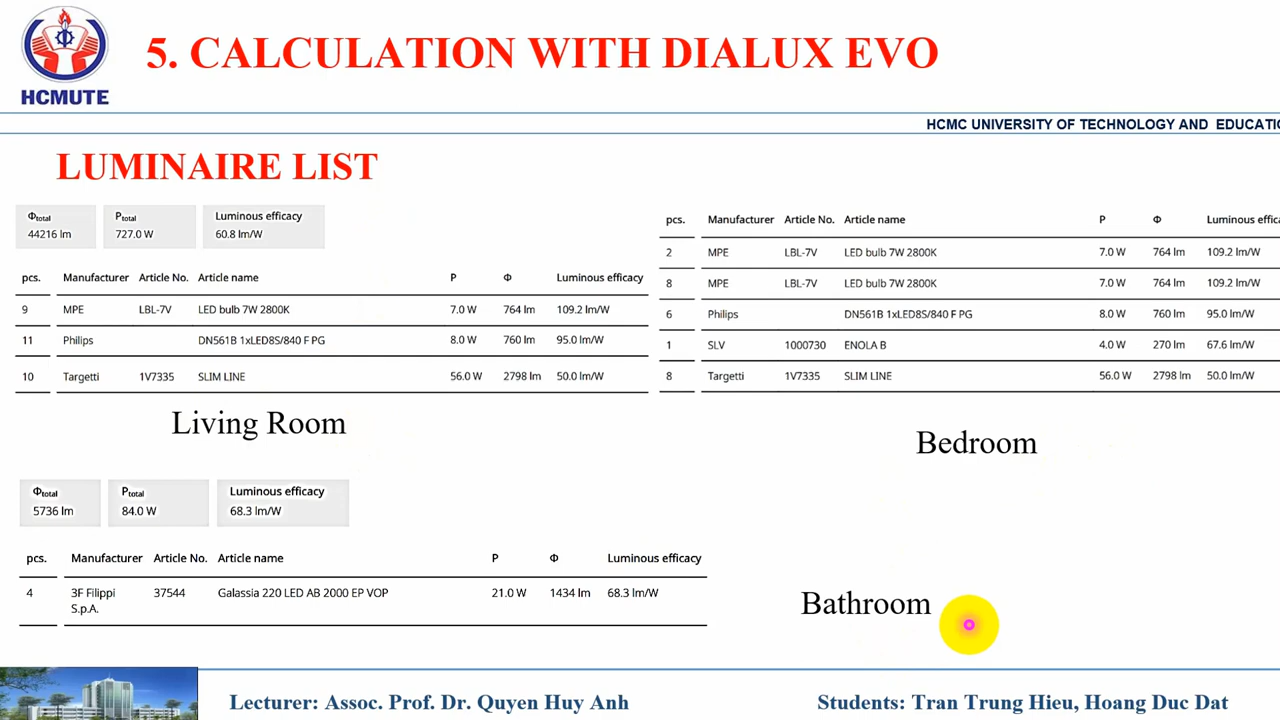 HCMUTE
5. CALCULATION WITH DIALUX EVO
HCMC UNIVERSITY OF TECHNOLOGY AND
LUMINAIRE LIST
Φtotal Ptotal Luminous efficacy
44216 lm 727.0 W 60.8 lm/W
pcs. Manufacturer Article No. Article name P Φ Luminous efficacy
9 MPE LBL-7V LED bulb 7W 2800K 7.0 W 764 lm 109.2 lm/W
11 Philips DN561B 1xLED8S/840 F PG 8.0 W 760 lm 95.0 lm/W
10 Targetti 1V7335 SLIM LINE 56.0 W 2798 lm 50.0 lm/W
Living Room
pcs. Manufacturer Article No. Article name P Φ Luminous
2 MPE LBL-7V LED bulb 7W 2800K 7.0 W 764 lm 109.2 lm/W
8 MPE LBL-7V LED bulb 7W 2800K 7.0 W 764 lm 109.2 lm/W
6 Philips DN561B 1xLED8S/840 F PG 8.0 W 760 lm 95.0 lm/W
1 SLV 1000730 ENOLA B 4.0 W 270 lm 67.6 lm/W
8 Targetti 1V7335 SLIM LINE 56.0 W 2798 lm 50.0 lm/W
Bedroom
Φtotal Ptotal Luminous efficacy
5736 lm 84.0 W 68.3 lm/W
pcs. Manufacturer Article No. Article name P Φ Luminous efficacy
4 3F Filippi 37544 Galassia 220 LED AB 2000 EP VOP 21.0 W 1434 lm 68.3 lm/W
S.p.A.
Bathroom
Lecturer: Assoc. Prof. Dr. Quyen Huy Anh
Students: Tran Trung Hieu, Hoang Duc Dat